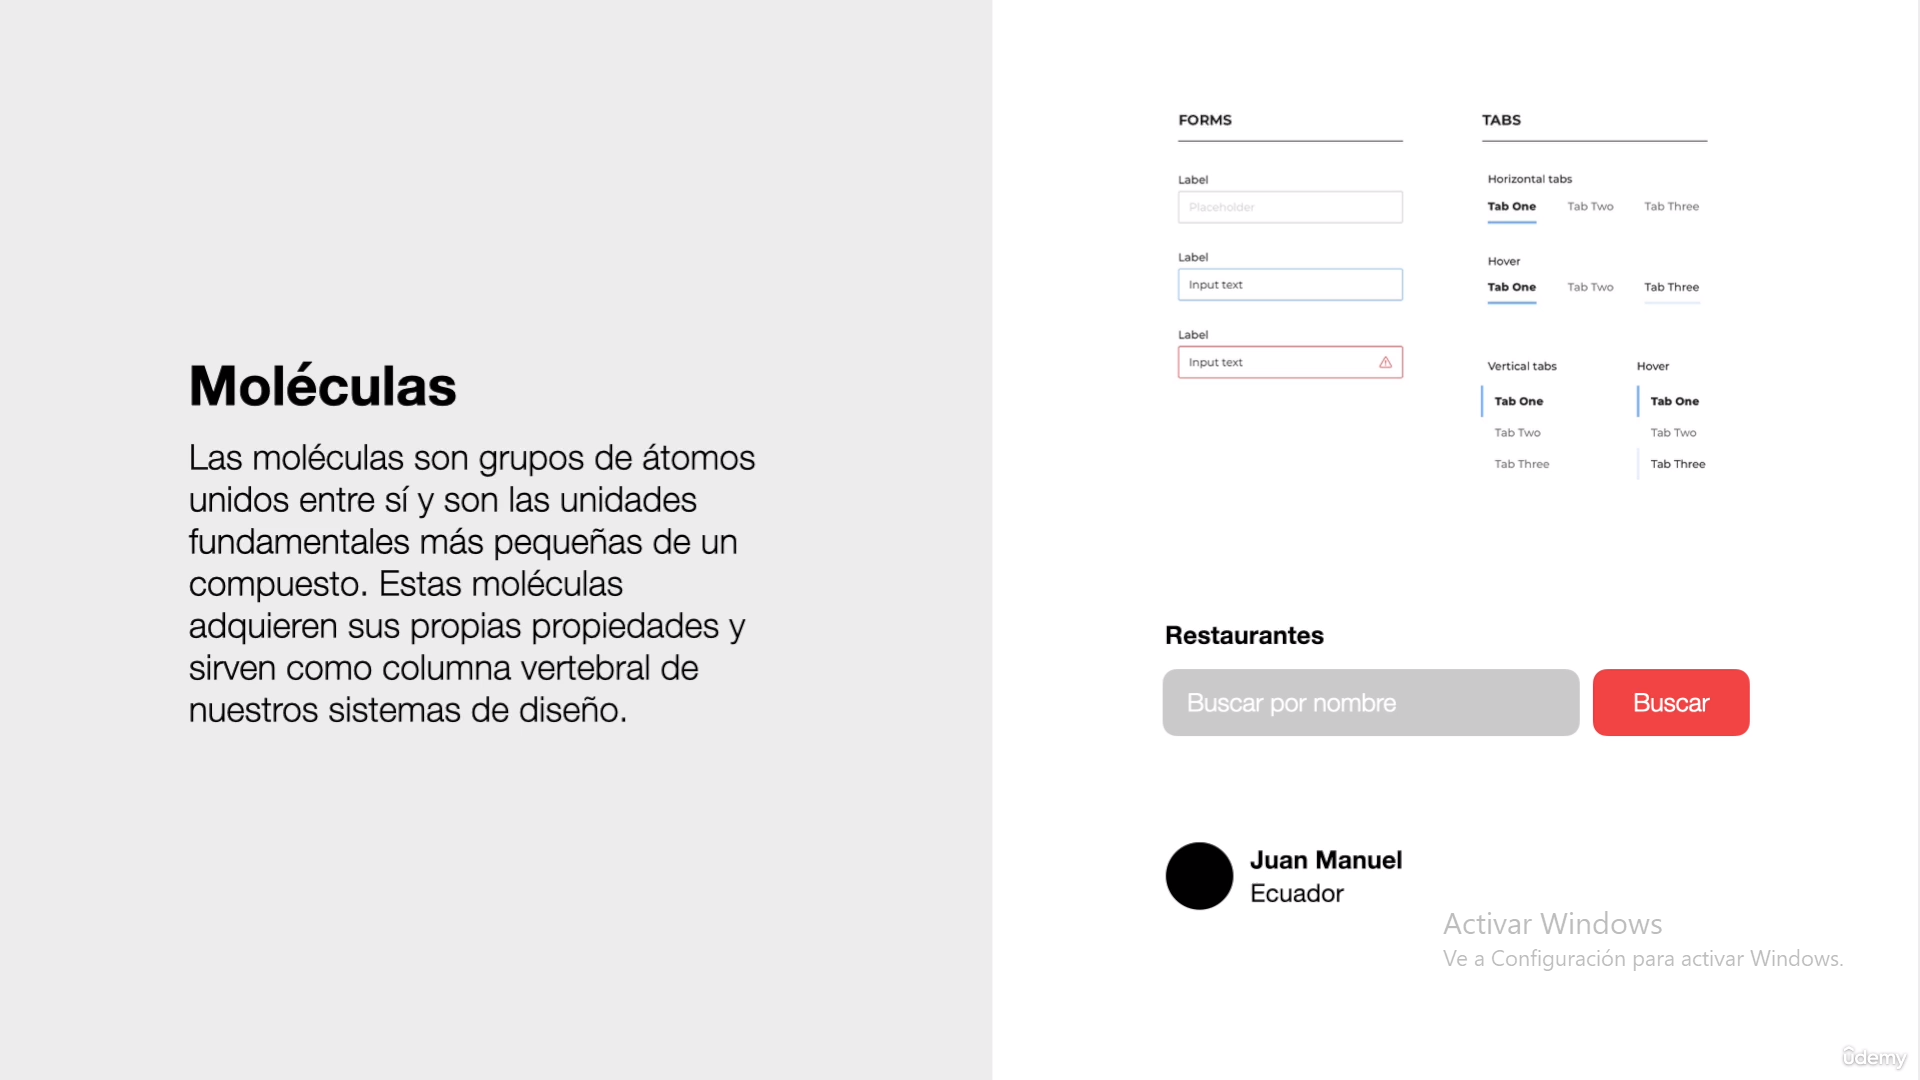 Moléculas
Las moléculas son grupos de átomos
unidos entre sí y son las unidades
fundamentales más pequeñas de un
compuesto. Estas moléculas
adquieren sus propias propiedades y
sirven como columna vertebral de
nuestros sistemas de diseño.
FORMS
Label
Placeholder
Label
Input text
Label
Input text
TABS
Horizontal tabs
Tab One Tab Two Tab Three
Hover
Tab One Tab Two Tab Three
Vertical tabs
Tab One
Tab Two
Tab Three
Hover
Tab One
Tab Two
Tab Three
Restaurantes
Buscar por nombre Buscar
Juan Manuel
Ecuador
Activar Windows
Ve a Configuración para activar Windows.
ûdemy